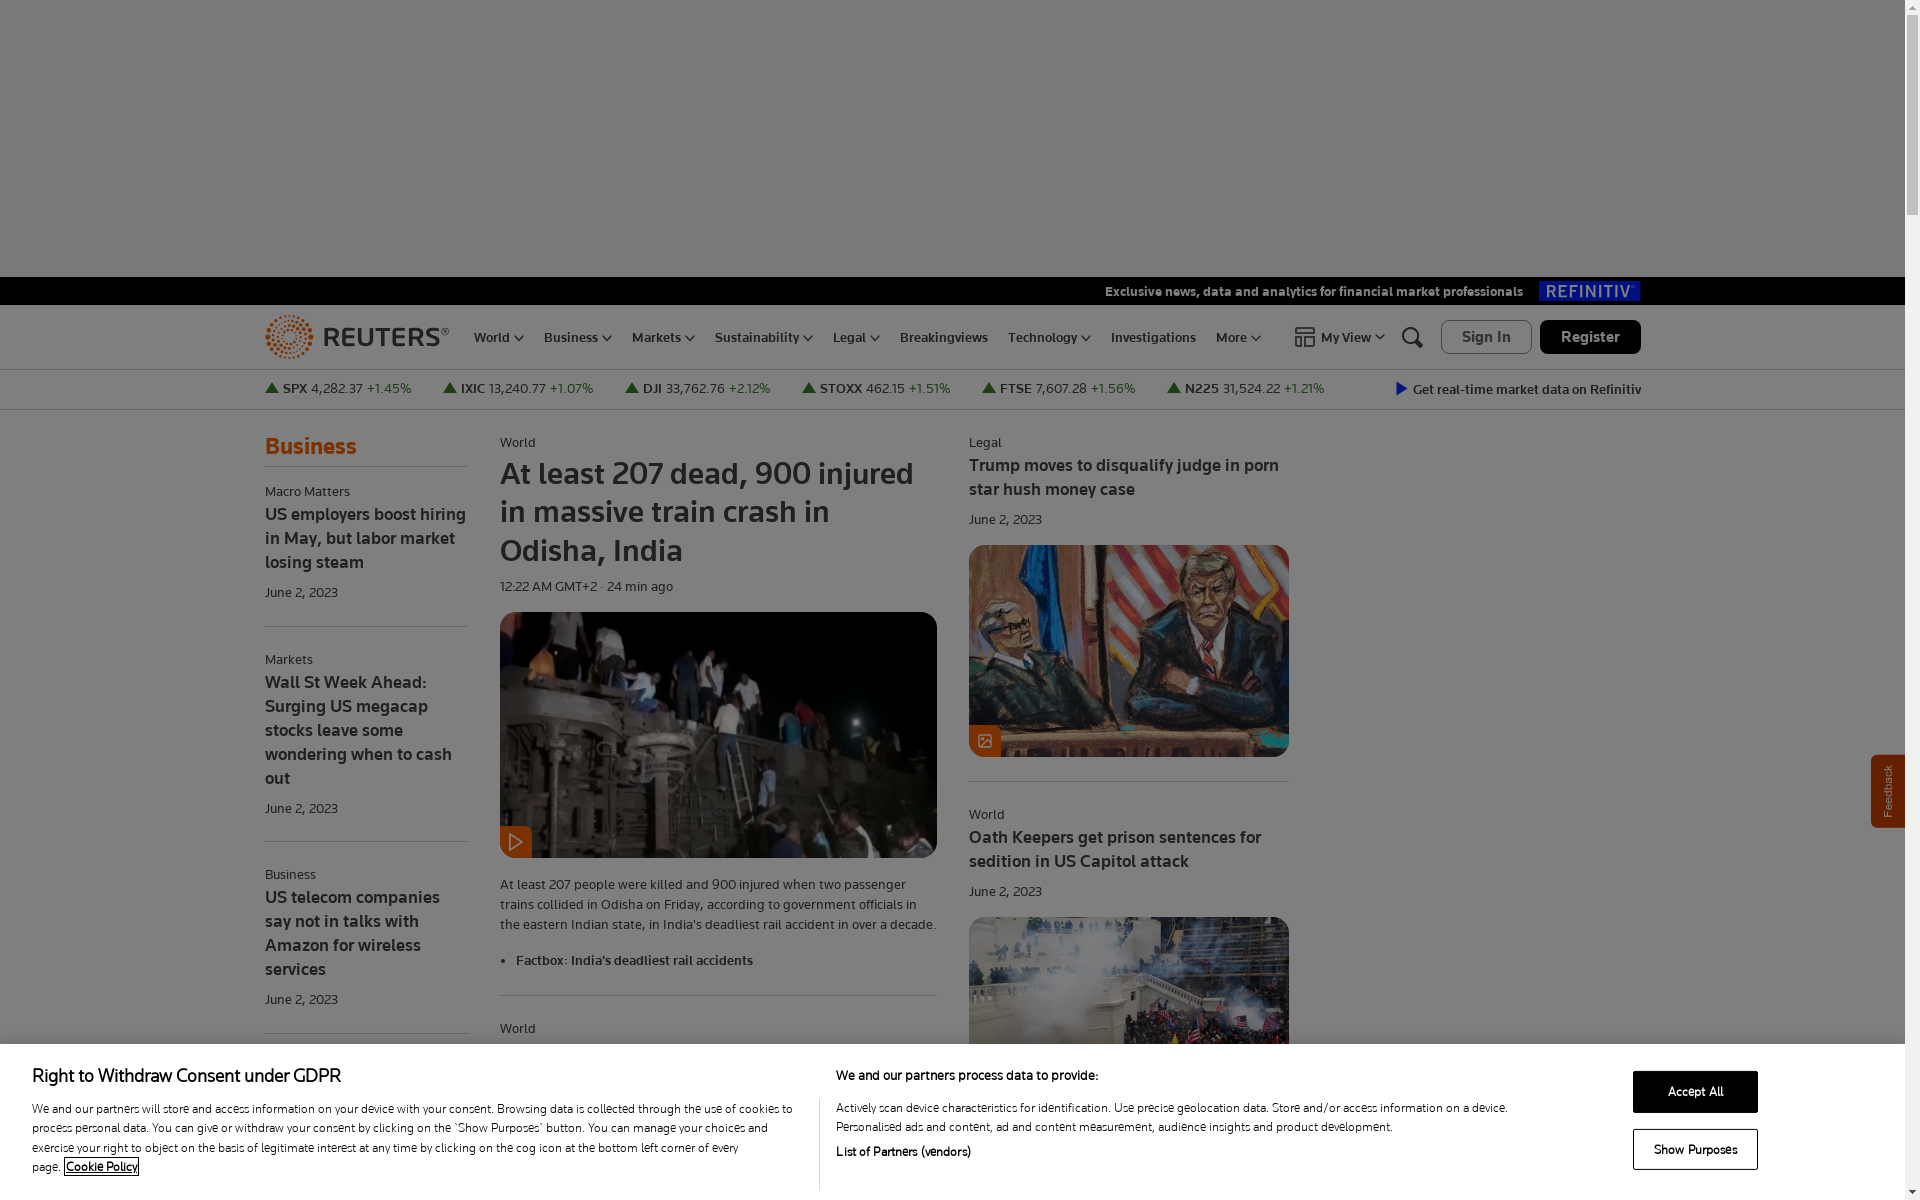 Exclusive news, data and analytics for financial market professionals
REFINITIV
REUTERS®
World
Business
Markets
Sustainability
Legal
Breakingviews
Technology
Investigations
More
My View
Sign In
Register
SPX 4,282.37 +1.45%
IXIC 13,240.77 +1.07%
DJI 33,762.76 +2.12%
STOXX 462.15 +1.51%
FTSE 7,607.28 +1.56%
N225 31,524.22 +1.21%
Get real-time market data on Refinitiv
Business
Macro Matters
US employers boost hiring
in May, but labor market
losing steam
June 2, 2023
Markets
Wall St Week Ahead:
Surging US megacap
stocks leave some
wondering when to cash
out
June 2, 2023
Business
US telecom companies
say not in talks with
Amazon for wireless
services
June 2, 2023
World
At least 207 dead, 900 injured
in massive train crash in
Odisha, India
12:22 AM GMT+2 · 24 min ago
At least 207 people were killed and 900 injured when two passenger
trains collided in Odisha on Friday, according to government officials in
the eastern Indian state, in India's deadliest rail accident in over a decade.
• Factbox: India's deadliest rail accidents
World
Legal
Trump moves to disqualify judge in porn
star hush money case
June 2, 2023
World
Oath Keepers get prison sentences for
sedition in US Capitol attack
June 2, 2023
Feedback
Right to Withdraw Consent under GDPR
We and our partners will store and access information on your device with your consent. Browsing data is collected through the use of cookies to
process personal data. You can give or withdraw your consent by clicking on the `Show Purposes` button. You can manage your choices and
exercise your right to object on the basis of legitimate interest at any time by clicking on the cog icon at the bottom left corner of every
page. Cookie Policy
We and our partners process data to provide:
Actively scan device characteristics for identification. Use precise geolocation data. Store and/or access information on a device.
Personalised ads and content, ad and content measurement, audience insights and product development.
List of Partners (vendors)
Accept All
Show Purposes